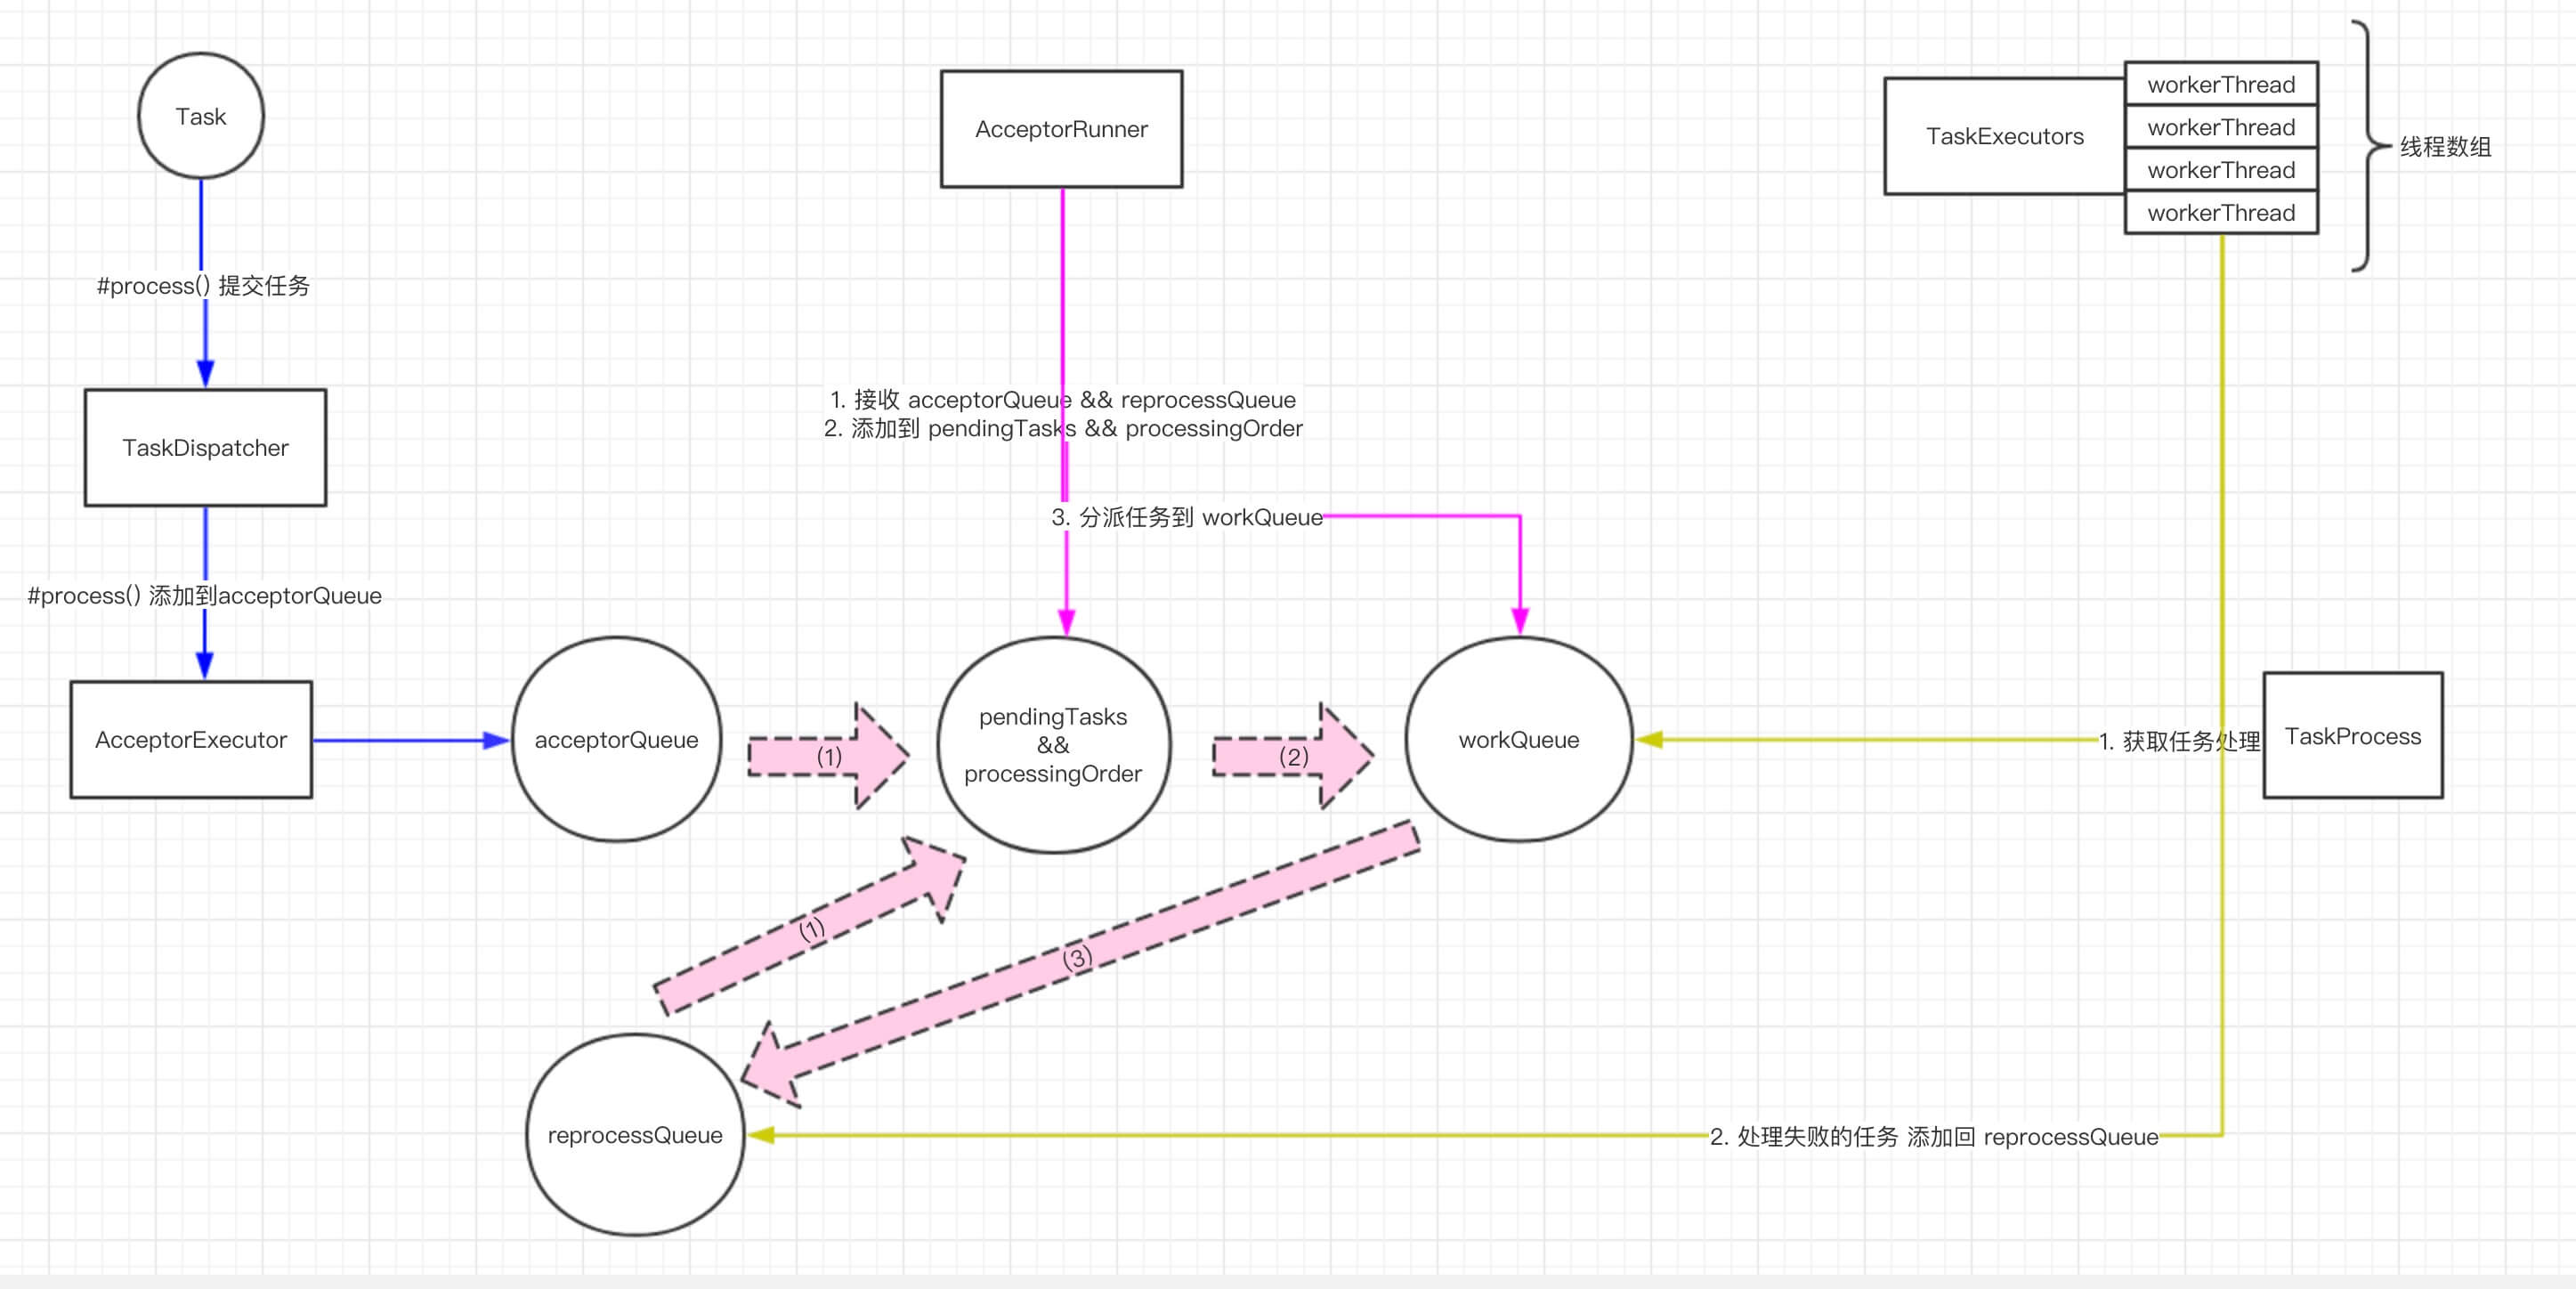 Task
AcceptorRunner
TaskExecutors
workerThread
workerThread
workerThread
workerThread
线程数组
#process() 提交任务
TaskDispatcher
1. 接收 acceptorQueue && reprocessQueue
2. 添加到 pendingTasks && processingOrder
3. 分派任务到 workQueue
#process() 添加到acceptorQueue
AcceptorExecutor
acceptorQueue
(1)
pendingTasks
&&
processingOrder
(2)
workQueue
1. 获取任务处理
TaskProcess
(1)
(3)
reprocessQueue
2. 处理失败的任务 添加回 reprocessQueue